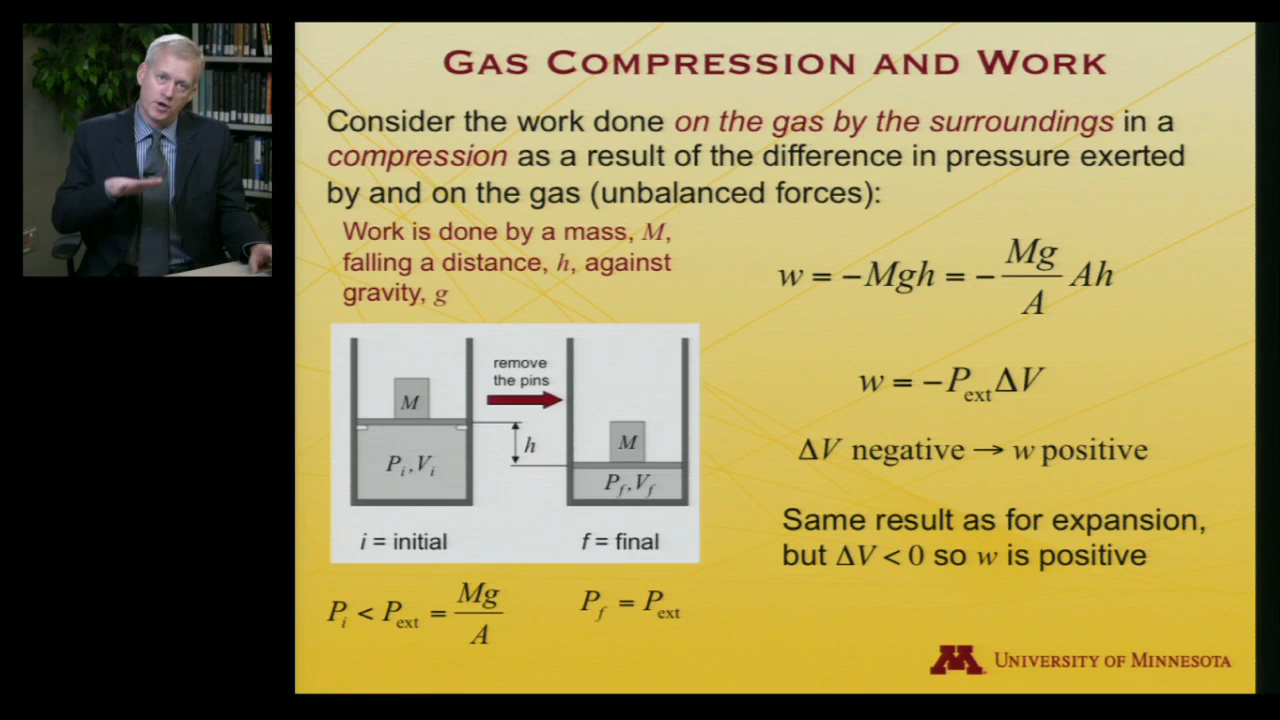 GAS COMPRESSION AND WORK
Consider the work done on the gas by the surroundings in a
compression as a result of the difference in pressure exerted
by and on the gas (unbalanced forces):
Work is done by a mass, M,
falling a distance, h, against
gravity, g
w = −Mgh = − Mg/A Ah
w = −P_ext ΔV
ΔV negative → w positive
Same result as for expansion,
but ΔV < 0 so w is positive
remove
the pins
M
P_i, V_i
h
M
P_f, V_f
i = initial
f = final
P_i < P_ext = Mg/A
P_f = P_ext
M UNIVERSITY OF MINNESOTA